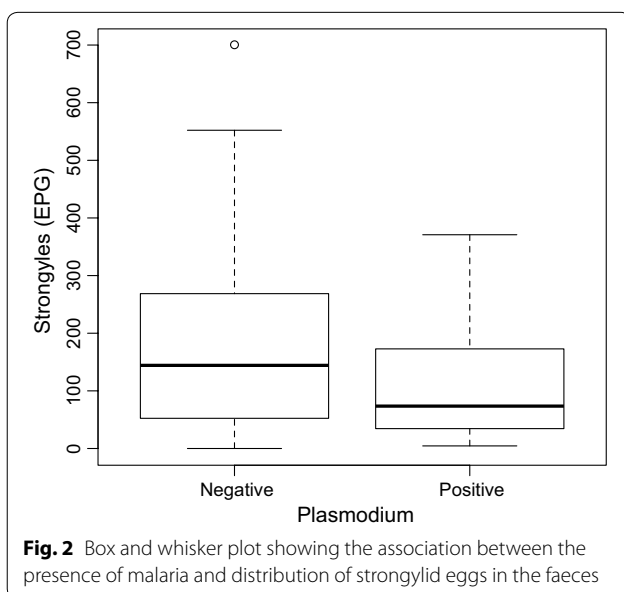 700
600
500
400
300
200
100
0
Strongyles (EPG)
Negative Positive
Plasmodium
Fig. 2 Box and whisker plot showing the association between the
presence of malaria and distribution of strongylid eggs in the faeces